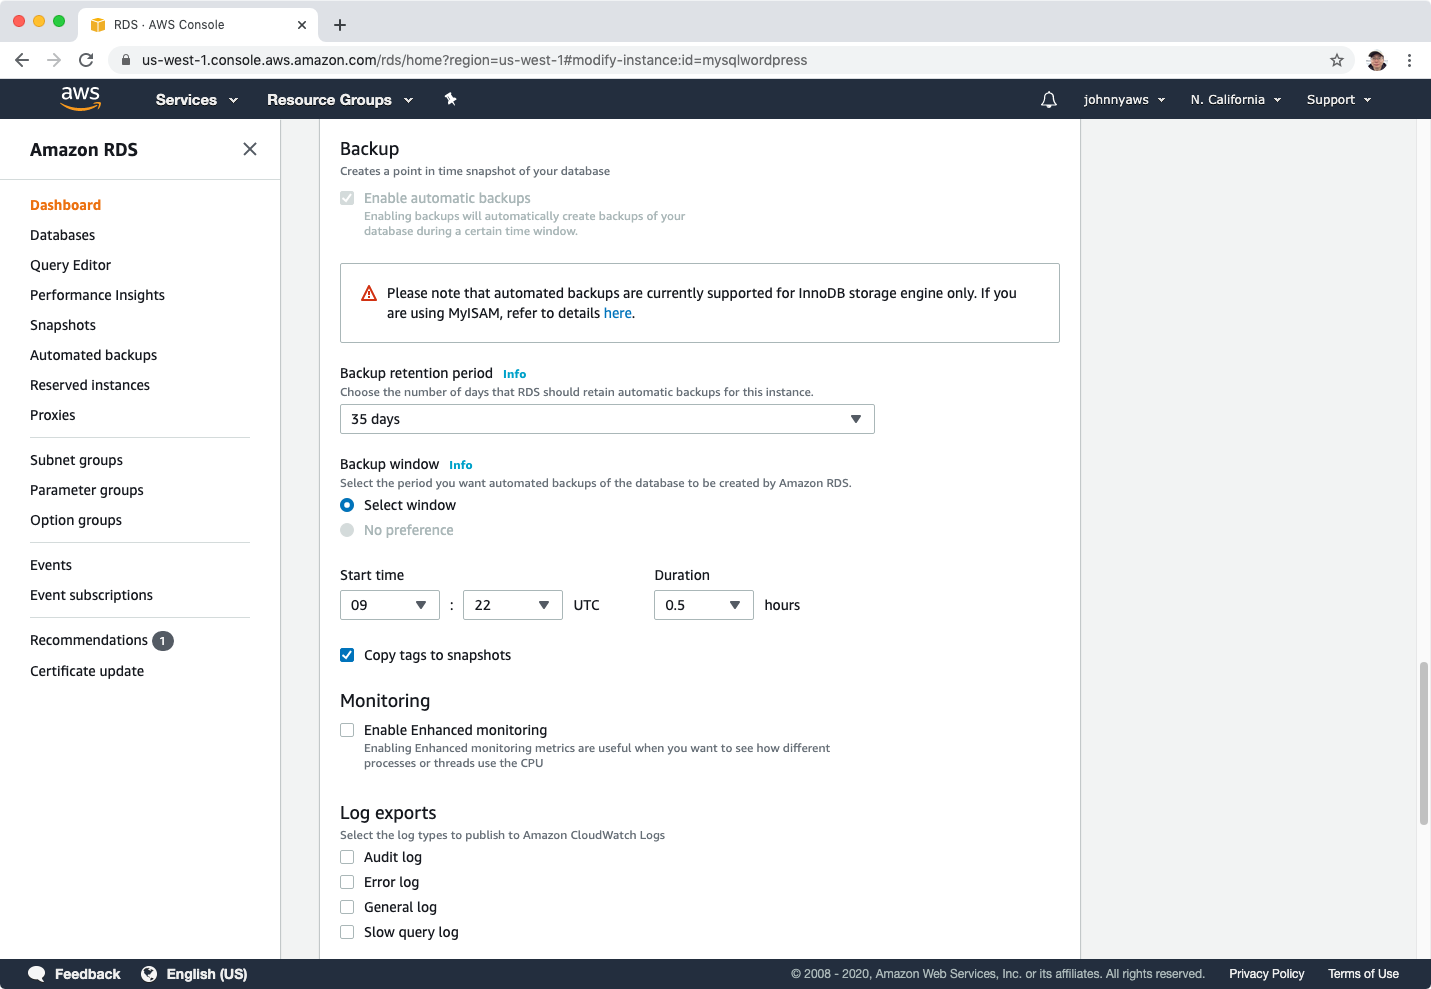 RDS · AWS Console
us-west-1.console.aws.amazon.com/rds/home?region=us-west-1#modify-instance:id=mysqlwordpress
aws
Services
Resource Groups
johnnyaws
N. California
Support
Amazon RDS
Dashboard
Databases
Query Editor
Performance Insights
Snapshots
Automated backups
Reserved instances
Proxies
Subnet groups
Parameter groups
Option groups
Events
Event subscriptions
Recommendations 1
Certificate update
Backup
Creates a point in time snapshot of your database
Enable automatic backups
Enabling backups will automatically create backups of your
database during a certain time window.
Please note that automated backups are currently supported for InnoDB storage engine only. If you
are using MyISAM, refer to details here.
Backup retention period Info
Choose the number of days that RDS should retain automatic backups for this instance.
35 days
Backup window Info
Select the period you want automated backups of the database to be created by Amazon RDS.
Select window
No preference
Start time
Duration
09 : 22 UTC
0.5 hours
Copy tags to snapshots
Monitoring
Enable Enhanced monitoring
Enabling Enhanced monitoring metrics are useful when you want to see how different
processes or threads use the CPU
Log exports
Select the log types to publish to Amazon CloudWatch Logs
Audit log
Error log
General log
Slow query log
Feedback
English (US)
© 2008 - 2020, Amazon Web Services, Inc. or its affiliates. All rights reserved.
Privacy Policy
Terms of Use